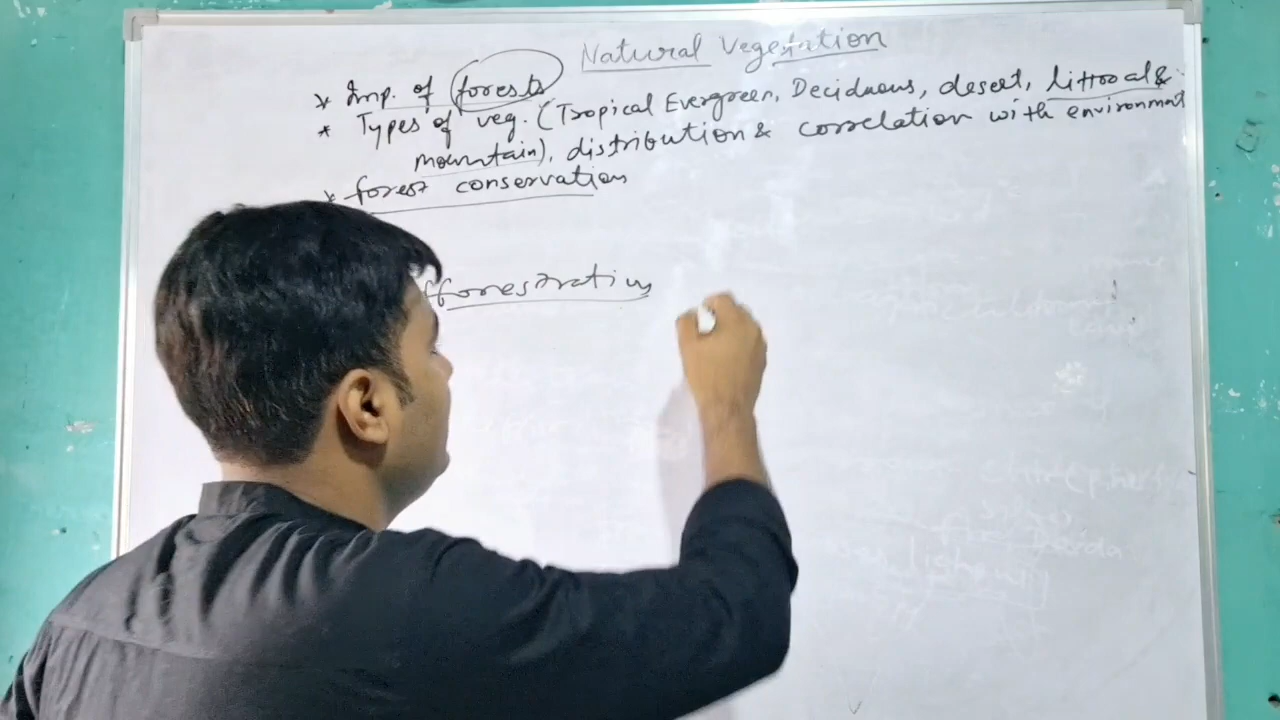 Natural Vegetation
* Imp. of forests
* Types of veg. (Tropical Evergreen, Deciduous, desert, littoral &
mountain), distribution & correlation with environment
* forest conservation
fforestration